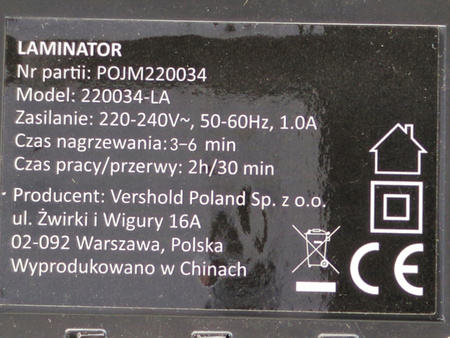 LAMINATOR
Nr partii: POJM220034
Model: 220034-LA
Zasilanie: 220-240V~, 50-60Hz, 1.0A
Czas nagrzewania: 3-6 min
Czas pracy/przerwy: 2h/30 min
Producent: Vershold Poland Sp. z o.o.
ul. Żwirki i Wigury 16A
02-092 Warszawa, Polska
Wyprodukowano w Chinach
CE